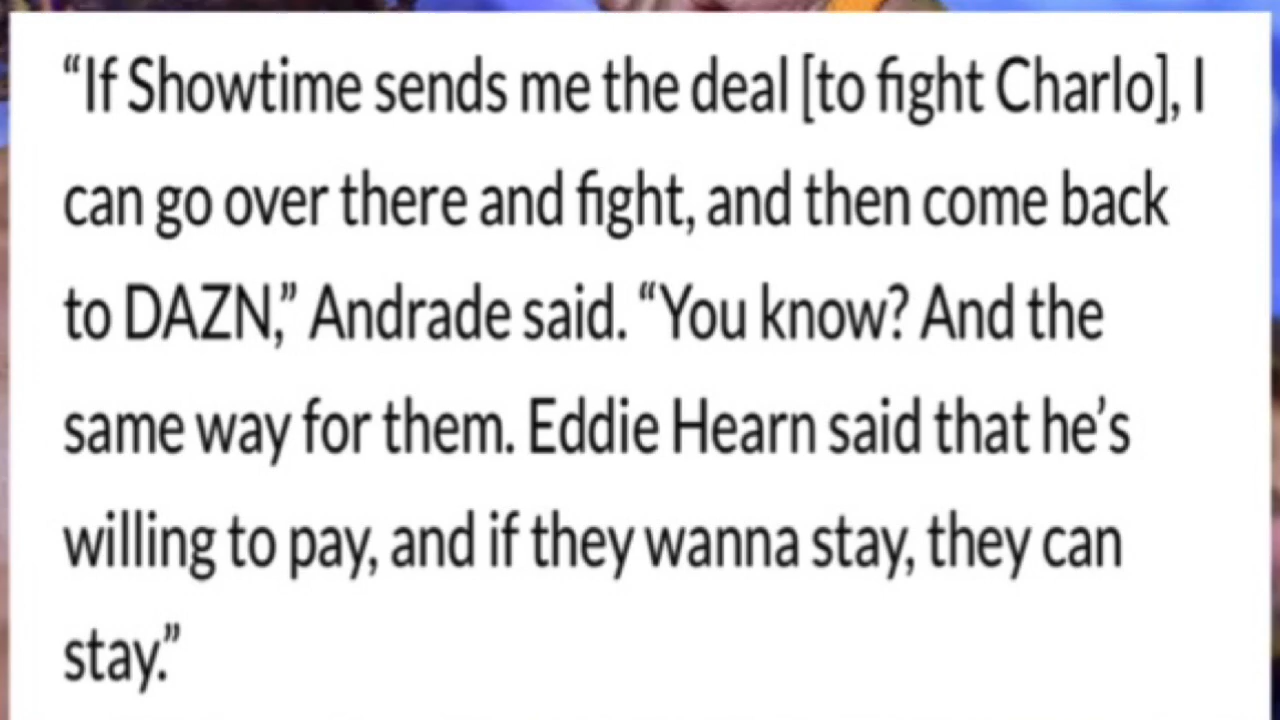 “If Showtime sends me the deal [to fight Charlo], I
can go over there and fight, and then come back
to DAZN,” Andrade said. “You know? And the
same way for them. Eddie Hearn said that he’s
willing to pay, and if they wanna stay, they can
stay.”